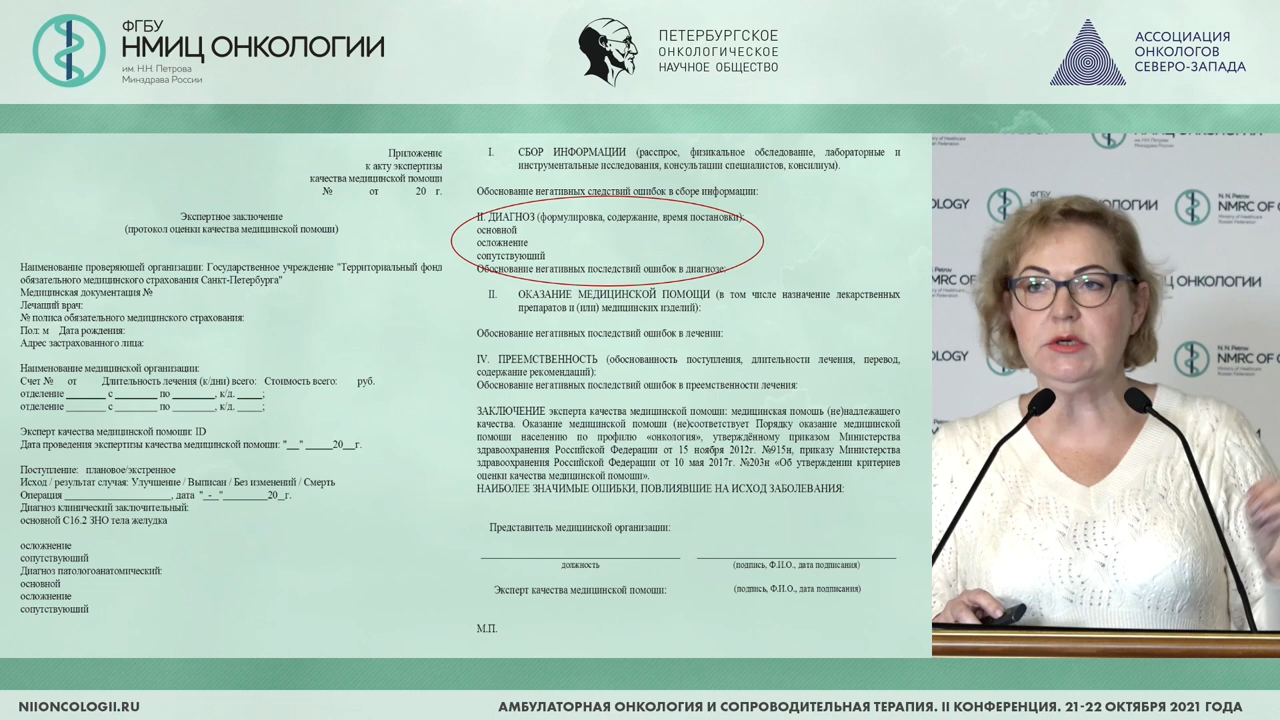 ФГБУ
НМИЦ ОНКОЛОГИИ
им. Н.Н. Петрова
Минздрава России
ПЕТЕРБУРГСКОЕ
ОНКОЛОГИЧЕСКОЕ
НАУЧНОЕ ОБЩЕСТВО
АССОЦИАЦИЯ
ОНКОЛОГОВ
СЕВЕРО-ЗАПАДА
Приложение
к акту экспертизы
качества медицинской помощи
№ от 20 г.
Экспертное заключение
(протокол оценки качества медицинской помощи)
Наименование проверяющей организации: Государственное учреждение "Территориальный фонд
обязательного медицинского страхования Санкт-Петербурга"
Медицинская документация №
Лечащий врач:
№ полиса обязательного медицинского страхования:
Пол: м Дата рождения:
Адрес застрахованного лица:
Наименование медицинской организации:
Счет № от Длительность лечения (к/дни) всего: Стоимость всего: руб.
отделение ________ с ________ по ________, к/д. _____;
отделение ________ с ________ по ________, к/д. _____;
Эксперт качества медицинской помощи: ID
Дата проведения экспертизы качества медицинской помощи: "__" _____20__г.
Поступление: плановое/экстренное
Исход / результат случая: Улучшение / Выписан / Без изменений / Смерть
Операция ____________________, дата "_-_"________20_г.
Диагноз клинический заключительный:
основной С16.2 ЗНО тела желудка
осложнение
сопутствующий
Диагноз патологоанатомический:
основной
осложнение
сопутствующий
I. СБОР ИНФОРМАЦИИ (расспрос, физикальное обследование, лабораторные и
инструментальные исследования, консультации специалистов, консилиум).
Обоснование негативных следствий ошибок в сборе информации:
II. ДИАГНОЗ (формулировка, содержание, время постановки):
основной
осложнение
сопутствующий
Обоснование негативных последствий ошибок в диагнозе:
II. ОКАЗАНИЕ МЕДИЦИНСКОЙ ПОМОЩИ (в том числе назначение лекарственных
препаратов и (или) медицинских изделий):
Обоснование негативных последствий ошибок в лечении:
IV. ПРЕЕМСТВЕННОСТЬ (обоснованность поступления, длительности лечения, перевод,
содержание рекомендаций):
Обоснование негативных последствий ошибок в преемственности лечения:
ЗАКЛЮЧЕНИЕ эксперта качества медицинской помощи: медицинская помощь (не)надлежащего
качества. Оказание медицинской помощи (не)соответствует Порядку оказание медицинской
помощи населению по профилю «онкология», утверждённому приказом Министерства
здравоохранения Российской Федерации от 15 ноября 2012г. №915н, приказу Министерства
здравоохранения Российской Федерации от 10 мая 2017г. №203н «Об утверждении критериев
оценки качества медицинской помощи».
НАИБОЛЕЕ ЗНАЧИМЫЕ ОШИБКИ, ПОВЛИЯВШИЕ НА ИСХОД ЗАБОЛЕВАНИЯ:
Представитель медицинской организации:
должность (подпись, Ф.И.О., дата подписания)
Эксперт качества медицинской помощи: (подпись, Ф.И.О., дата подписания)
М.П.
ФГБУ
N.N. Petrov
NMRC OF
NIIONCOLOGII.RU
АМБУЛАТОРНАЯ ОНКОЛОГИЯ И СОПРОВОДИТЕЛЬНАЯ ТЕРАПИЯ. II КОНФЕРЕНЦИЯ. 21-22 ОКТЯБРЯ 2021 ГОДА